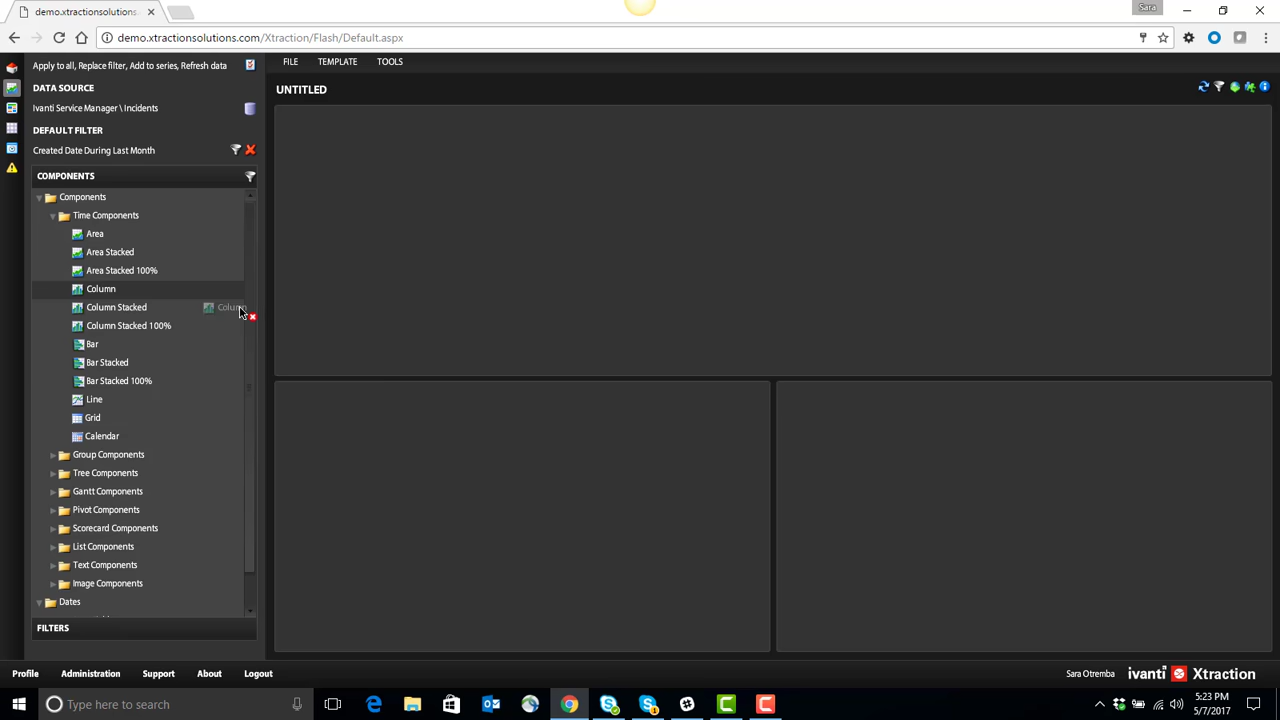 demo.xtractionsolutions.c
Sara
demo.xtractionsolutions.com/Xtraction/Flash/Default.aspx
Apply to all, Replace filter, Add to series, Refresh data
FILE TEMPLATE TOOLS
DATA SOURCE
UNTITLED
Ivanti Service Manager \ Incidents
DEFAULT FILTER
Created Date During Last Month
COMPONENTS
Components
Time Components
Area
Area Stacked
Area Stacked 100%
Column
Column Stacked
Column
Column Stacked 100%
Bar
Bar Stacked
Bar Stacked 100%
Line
Grid
Calendar
Group Components
Tree Components
Gantt Components
Pivot Components
Scorecard Components
List Components
Text Components
Image Components
Dates
FILTERS
Profile Administration Support About Logout
Sara Otremba ivanti Xtraction
Type here to search
5:23 PM
5/7/2017